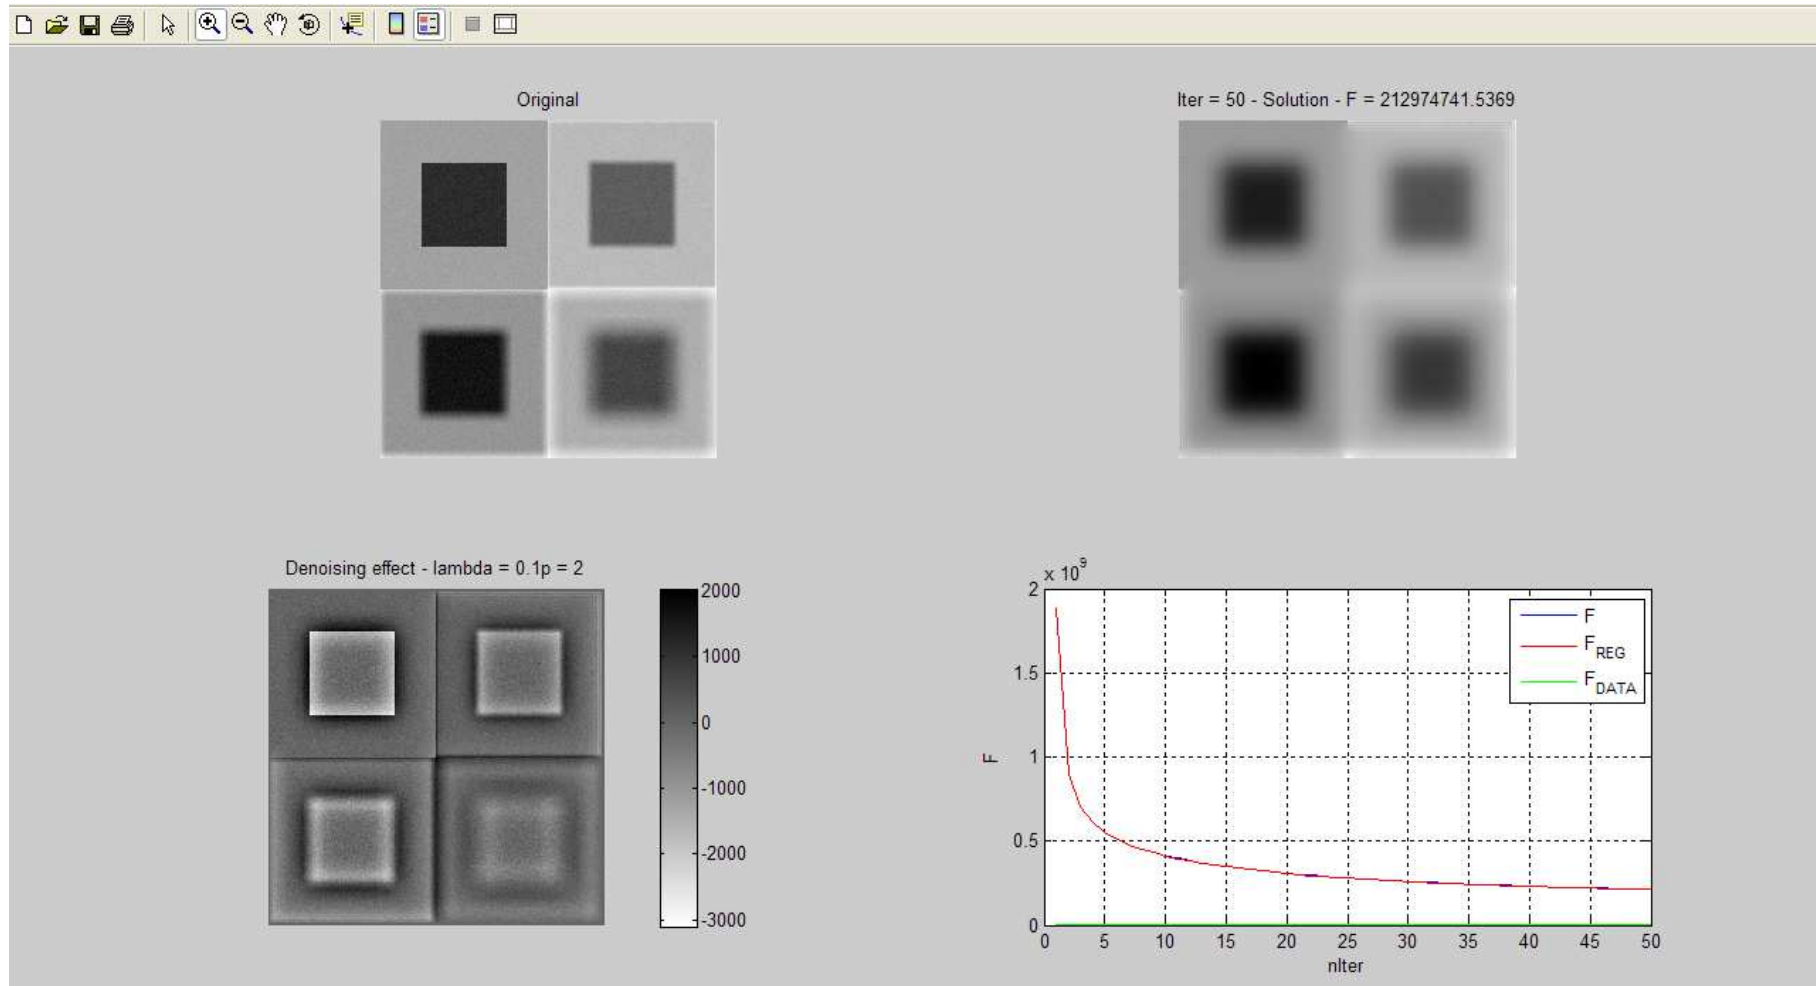 Original
Iter = 50 - Solution - F = 212974741.5369
Denoising effect - lambda = 0.1p = 2
2000
1000
0
-1000
-2000
-3000
x 10^9
2
1.5
1
0.5
0
F
0 5 10 15 20 25 30 35 40 45 50
nIter
F
F_REG
F_DATA